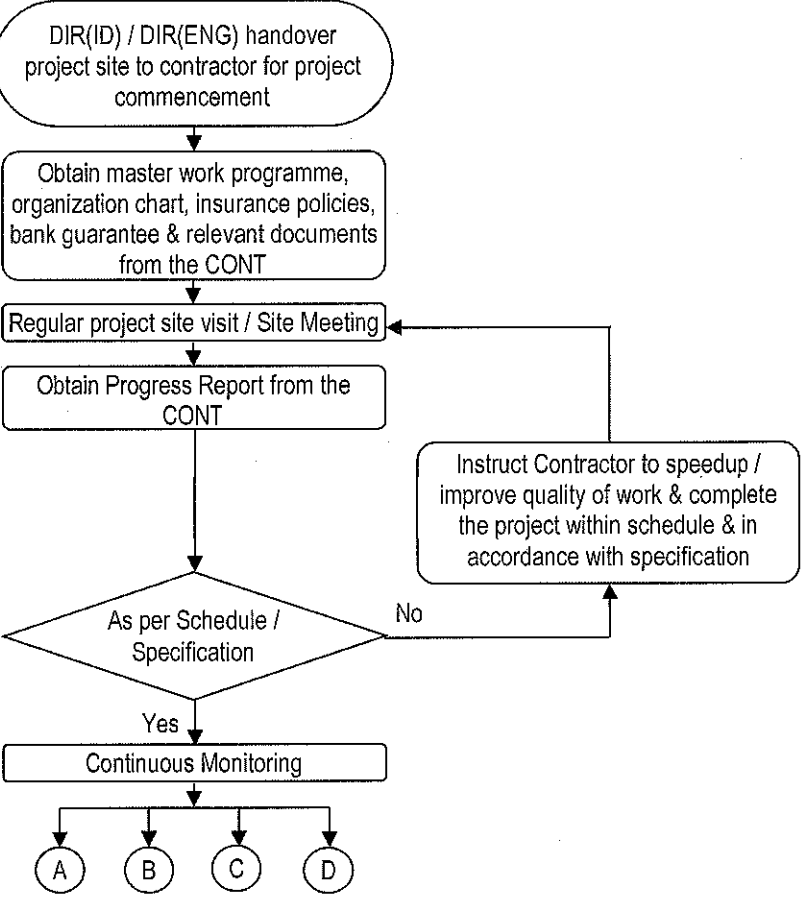 DIR(ID) / DIR(ENG) handover
project site to contractor for project
commencement
Obtain master work programme,
organization chart, insurance policies,
bank guarantee & relevant documents
from the CONT
Regular project site visit / Site Meeting
Obtain Progress Report from the
CONT
Instruct Contractor to speedup /
improve quality of work & complete
the project within schedule & in
accordance with specification
As per Schedule /
Specification
No
Yes
Continuous Monitoring
A B C D